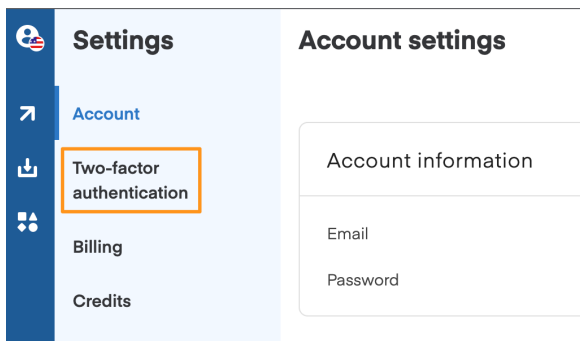 Settings
Account
Two-factor
authentication
Billing
Credits
Account settings
Account information
Email
Password